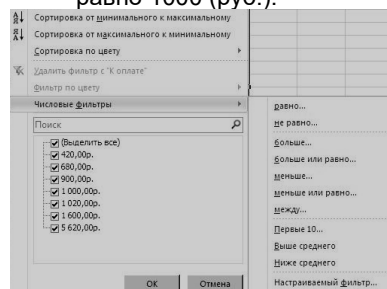 равно 1000 (руб.).
Сортировка от минимального к максимальному
Сортировка от максимального к минимальному
Сортировка по цвету
Удалить фильтр с "К оплате"
Фильтр по цвету
Числовые фильтры
Поиск
(Выделить все)
420,00р.
680,00р.
900,00р.
1 000,00р.
1 020,00р.
1 600,00р.
5 620,00р.
ОК Отмена
равно...
не равно...
больше...
больше или равно...
меньше...
меньше или равно...
между...
Первые 10...
Выше среднего
Ниже среднего
Настраиваемый фильтр...